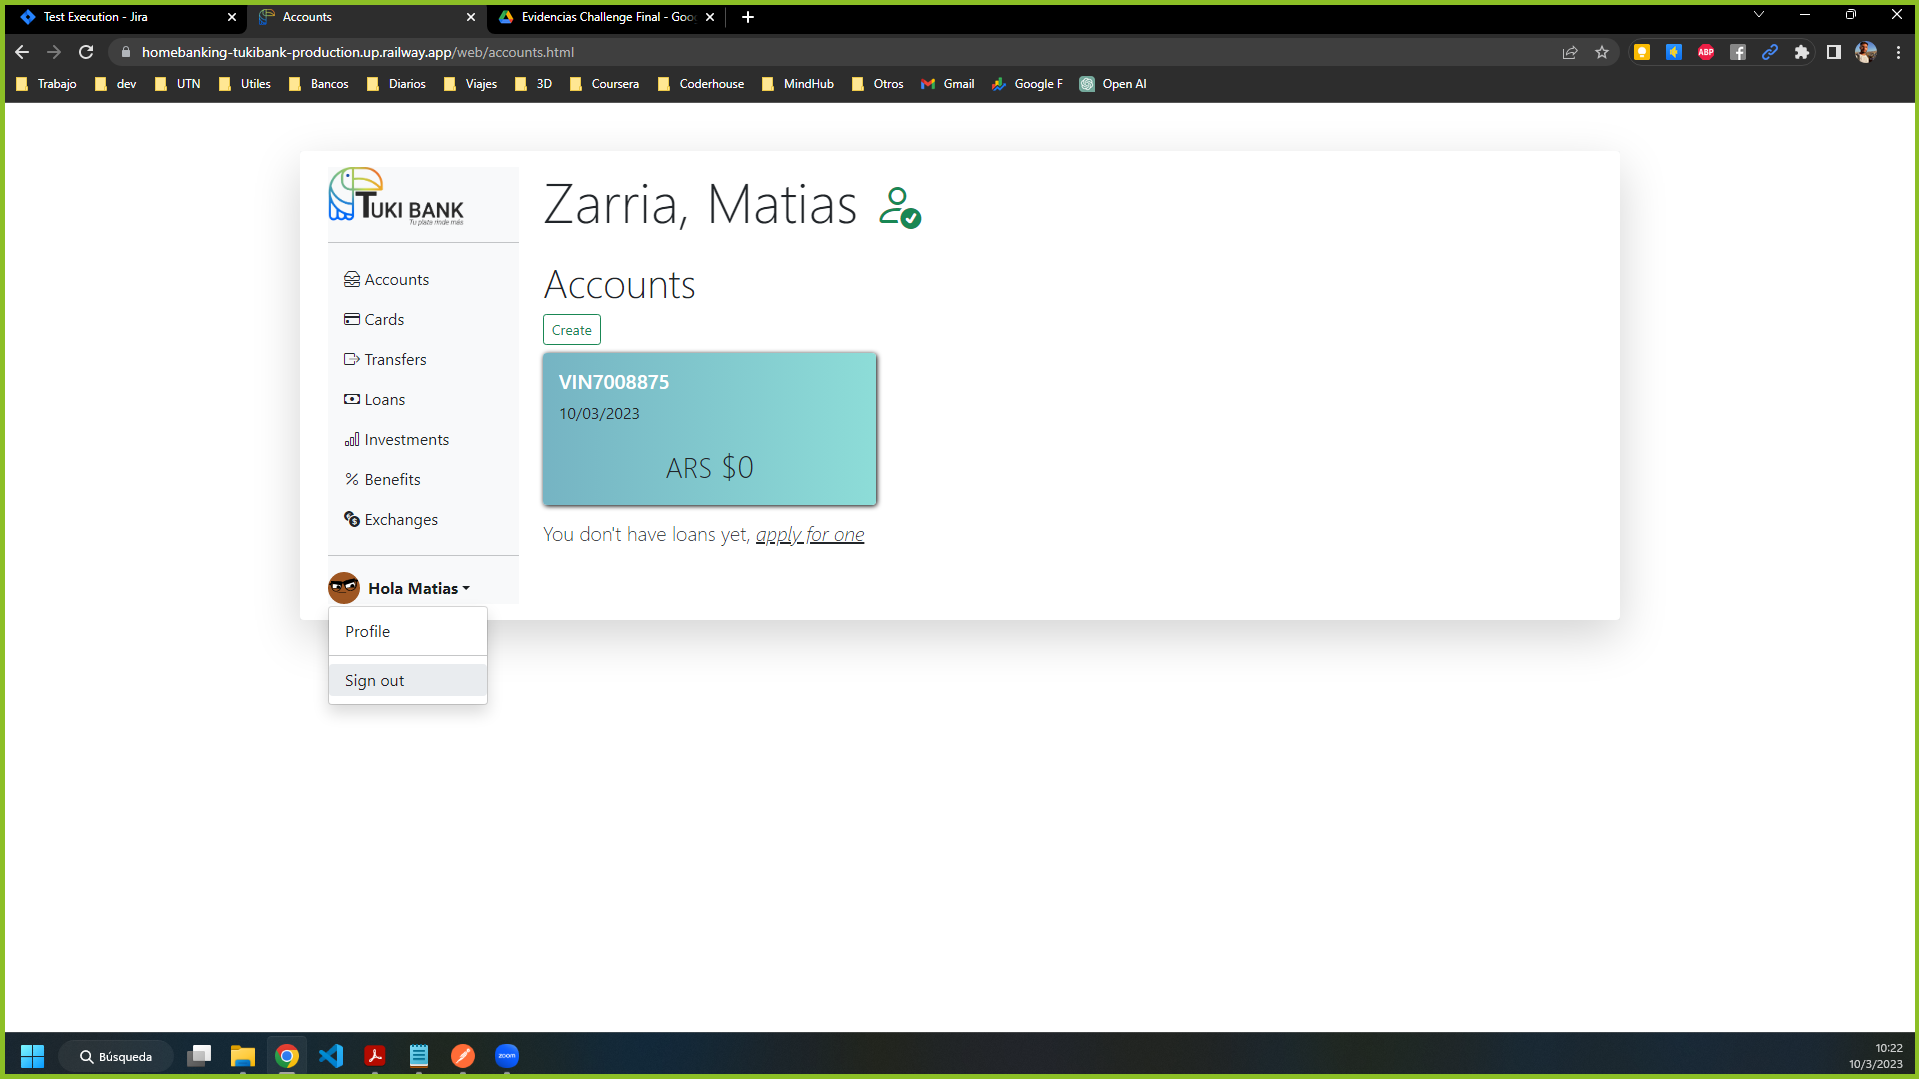 Test Execution - Jira
Accounts
Evidencias Challenge Final - Goo
homebanking-tukibank-production.up.railway.app/web/accounts.html
Trabajo dev UTN Utiles Bancos Diarios Viajes 3D Coursera Coderhouse MindHub Otros Gmail Google F Open AI
ABP
TUKI BANK
Tu plata rinde más
Accounts
Cards
Transfers
Loans
Investments
Benefits
Exchanges
Hola Matias
Profile
Sign out
Zarria, Matias
Accounts
Create
VIN7008875
10/03/2023
ARS $0
You don't have loans yet, apply for one
Búsqueda
zoom
10:22
10/3/2023